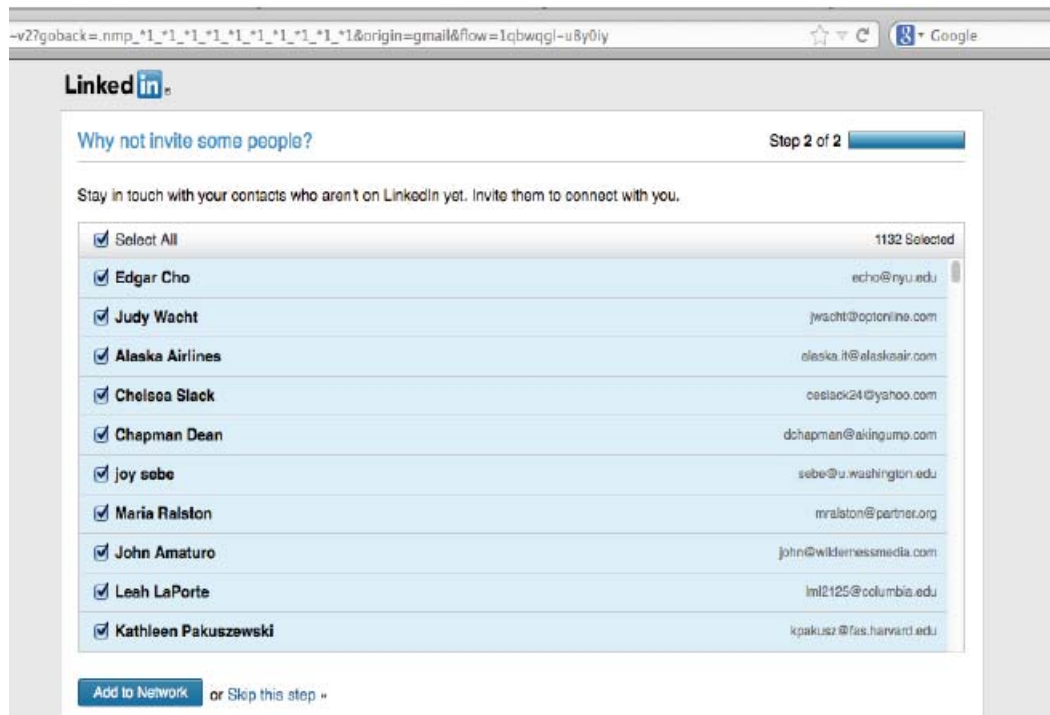 -v2?goback=.nmp_*1_*1_*1_*1_*1_*1_*1_*1_*1_*1&origin=gmail&flow=1qbwqgl-u8y0iy Google
Linked in
Why not invite some people? Step 2 of 2
Stay in touch with your contacts who aren't on LinkedIn yet. Invite them to connect with you.
Select All 1132 Selected
Edgar Cho echo@nyu.edu
Judy Wacht jwacht@optonline.com
Alaska Airlines alaska.it@alaskaair.com
Chelsea Slack ceslack24@yahoo.com
Chapman Dean dchapman@akingump.com
joy sebe sebe@u.washington.edu
Maria Ralston mralston@partner.org
John Amaturo john@wildernessmedia.com
Leah LaPorte lml2125@columbia.edu
Kathleen Pakuszewski kpakusz@fas.harvard.edu
Add to Network or Skip this step »